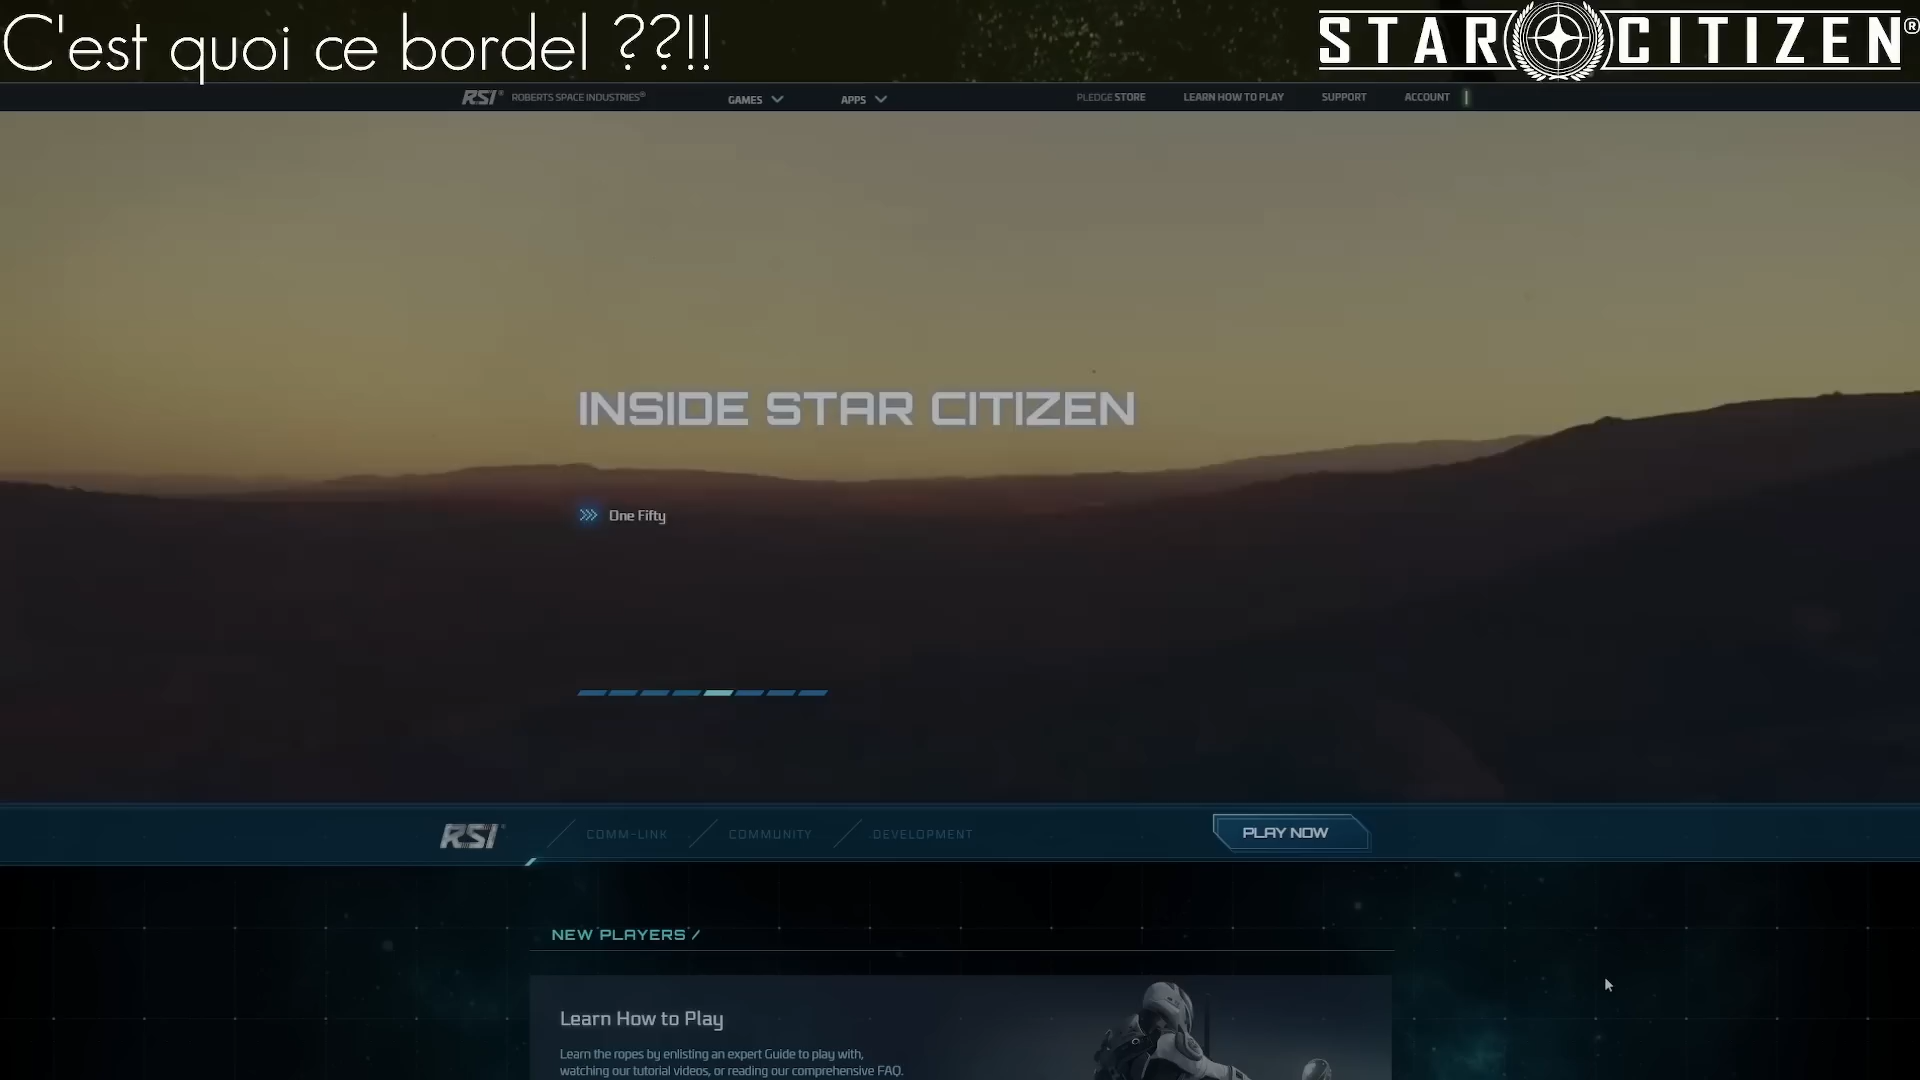 C'est quoi ce bordel ??!!
STAR CITIZEN®
RSI® ROBERTS SPACE INDUSTRIES®
GAMES
APPS
PLEDGE STORE
LEARN HOW TO PLAY
SUPPORT
ACCOUNT
INSIDE STAR CITIZEN
One Fifty
RSI®
COMM-LINK
COMMUNITY
DEVELOPMENT
PLAY NOW
NEW PLAYERS /
Learn How to Play
Learn the ropes by enlisting an expert Guide to play with,
watching our tutorial videos, or reading our comprehensive FAQ.